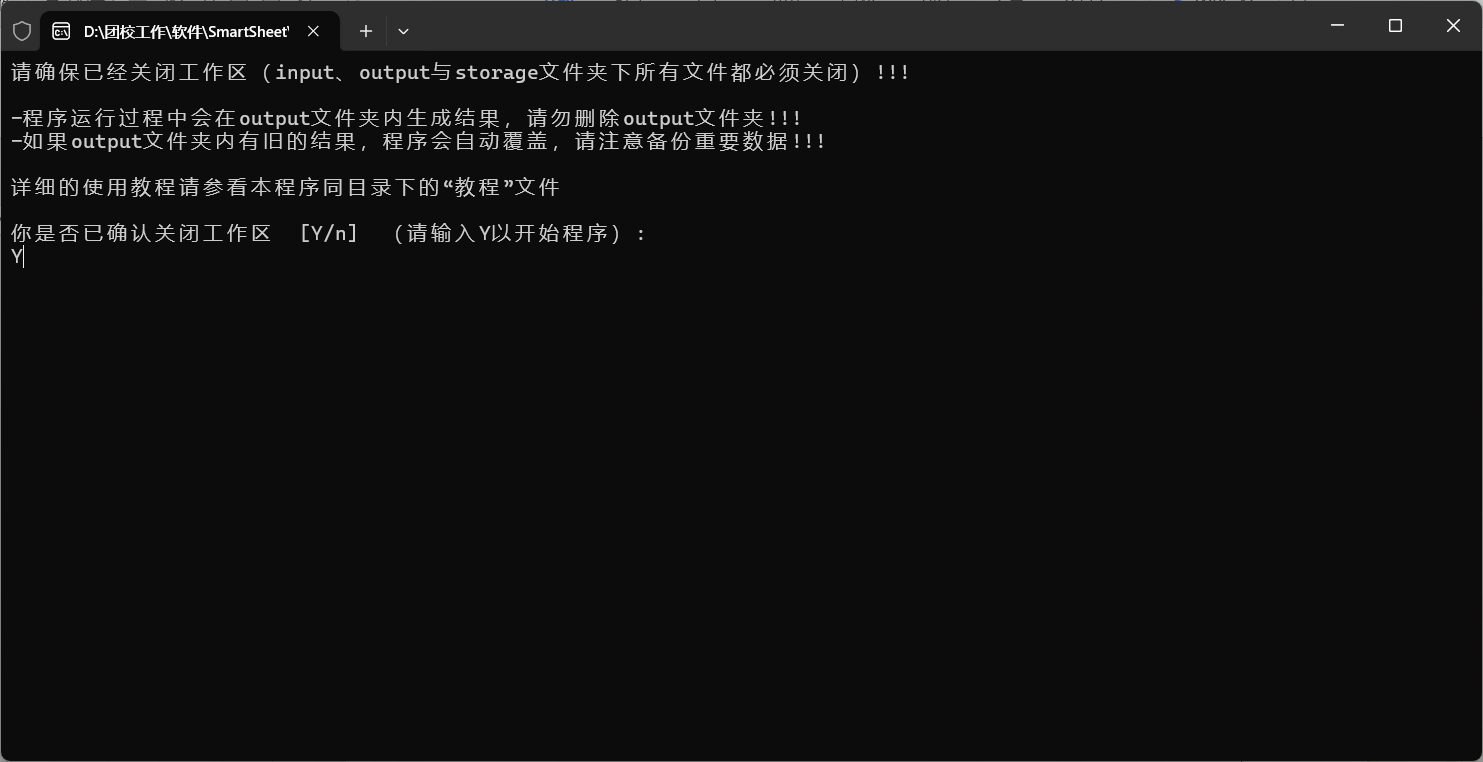 D:\团校工作\软件\SmartSheet\
请确保已经关闭工作区（input、output与storage文件夹下所有文件都必须关闭）!!!
-程序运行过程中会在output文件夹内生成结果，请勿删除output文件夹!!!
-如果output文件夹内有旧的结果，程序会自动覆盖，请注意备份重要数据!!!
详细的使用教程请参看本程序同目录下的“教程”文件
你是否已确认关闭工作区 [Y/n] （请输入Y以开始程序）:
Y